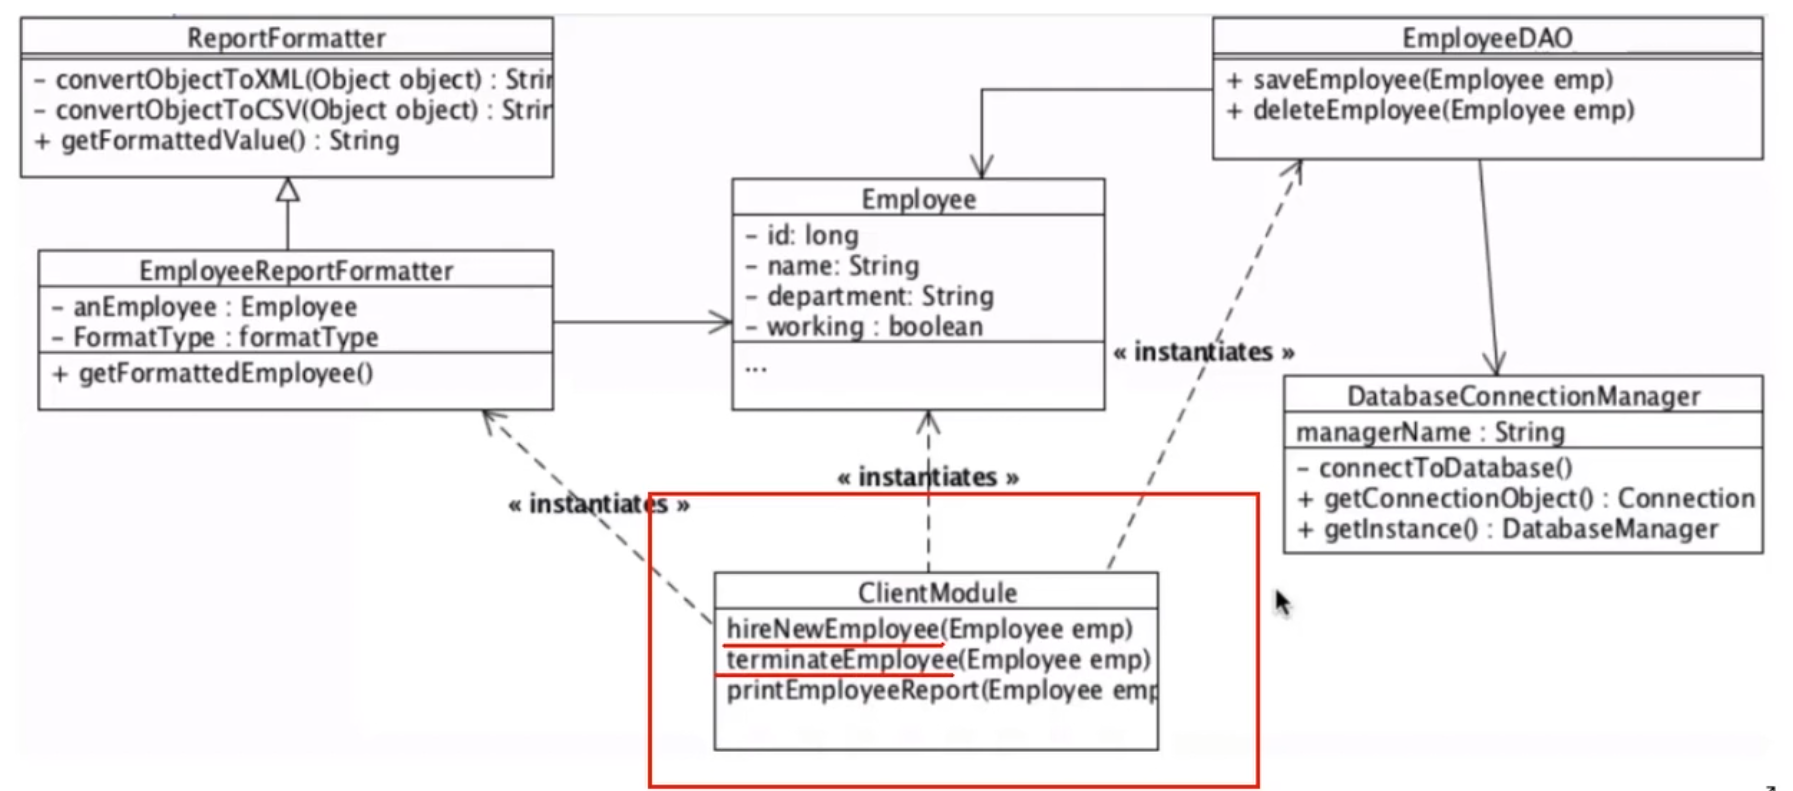 ReportFormatter
- convertObjectToXML(Object object) : Strin
- convertObjectToCSV(Object object) : Strin
+ getFormattedValue() : String
EmployeeDAO
+ saveEmployee(Employee emp)
+ deleteEmployee(Employee emp)
Employee
- id: long
- name: String
- department: String
- working : boolean
...
EmployeeReportFormatter
- anEmployee : Employee
- FormatType : formatType
+ getFormattedEmployee()
« instantiates »
DatabaseConnectionManager
managerName : String
- connectToDatabase()
+ getConnectionObject() : Connection
+ getInstance() : DatabaseManager
« instantiates »
« instantiates »
ClientModule
hireNewEmployee(Employee emp)
terminateEmployee(Employee emp)
printEmployeeReport(Employee emp